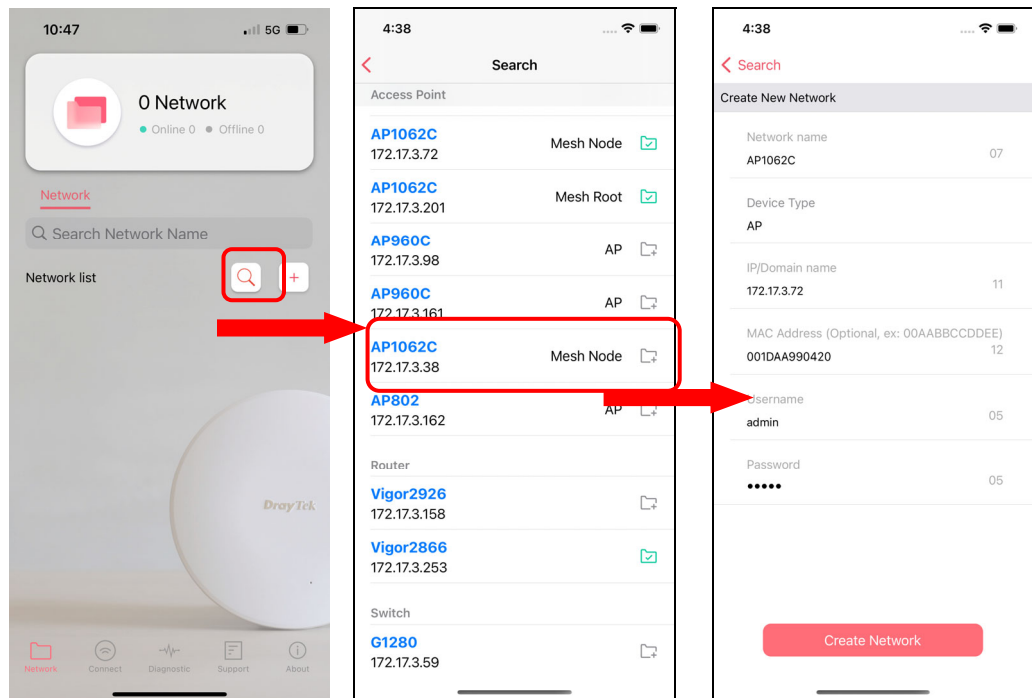 10:47
5G
0 Network
Online 0 Offline 0
Network
Search Network Name
Network list
+
DrayTek
Network Connect Diagnostic Support About
4:38
Search
Access Point
AP1062C
172.17.3.72
Mesh Node
AP1062C
172.17.3.201
Mesh Root
AP960C
172.17.3.98
AP
AP960C
172.17.3.161
AP
AP1062C
172.17.3.38
Mesh Node
AP802
172.17.3.162
AP
Router
Vigor2926
172.17.3.158
Vigor2866
172.17.3.253
Switch
G1280
172.17.3.59
4:38
Search
Create New Network
Network name
AP1062C
07
Device Type
AP
IP/Domain name
172.17.3.72
11
MAC Address (Optional, ex: 00AABBCCDDEE)
001DAA990420
12
Username
admin
05
Password
•••••
05
Create Network